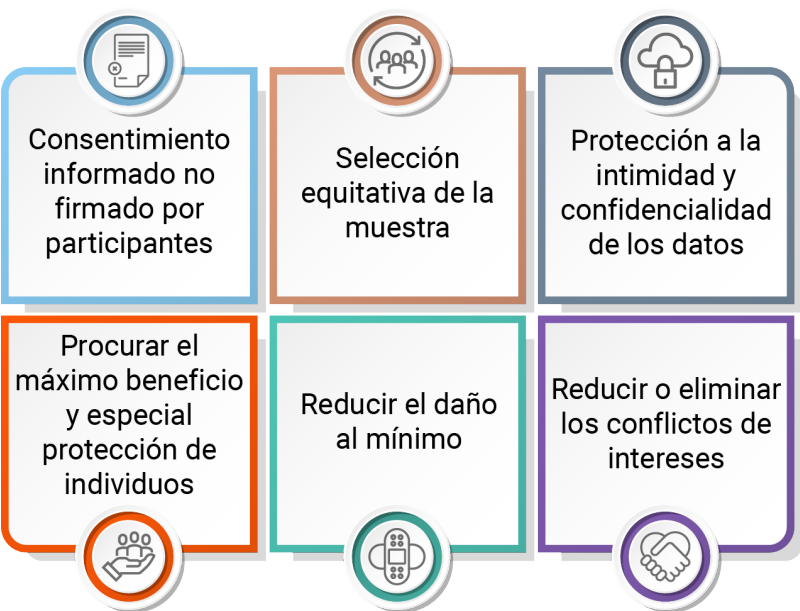 Consentimiento
informado no
firmado por
participantes
Selección
equitativa de la
muestra
Protección a la
intimidad y
confidencialidad
de los datos
Procurar el
máximo beneficio
y especial
protección de
individuos
Reducir el daño
al mínimo
Reducir o eliminar
los conflictos de
intereses